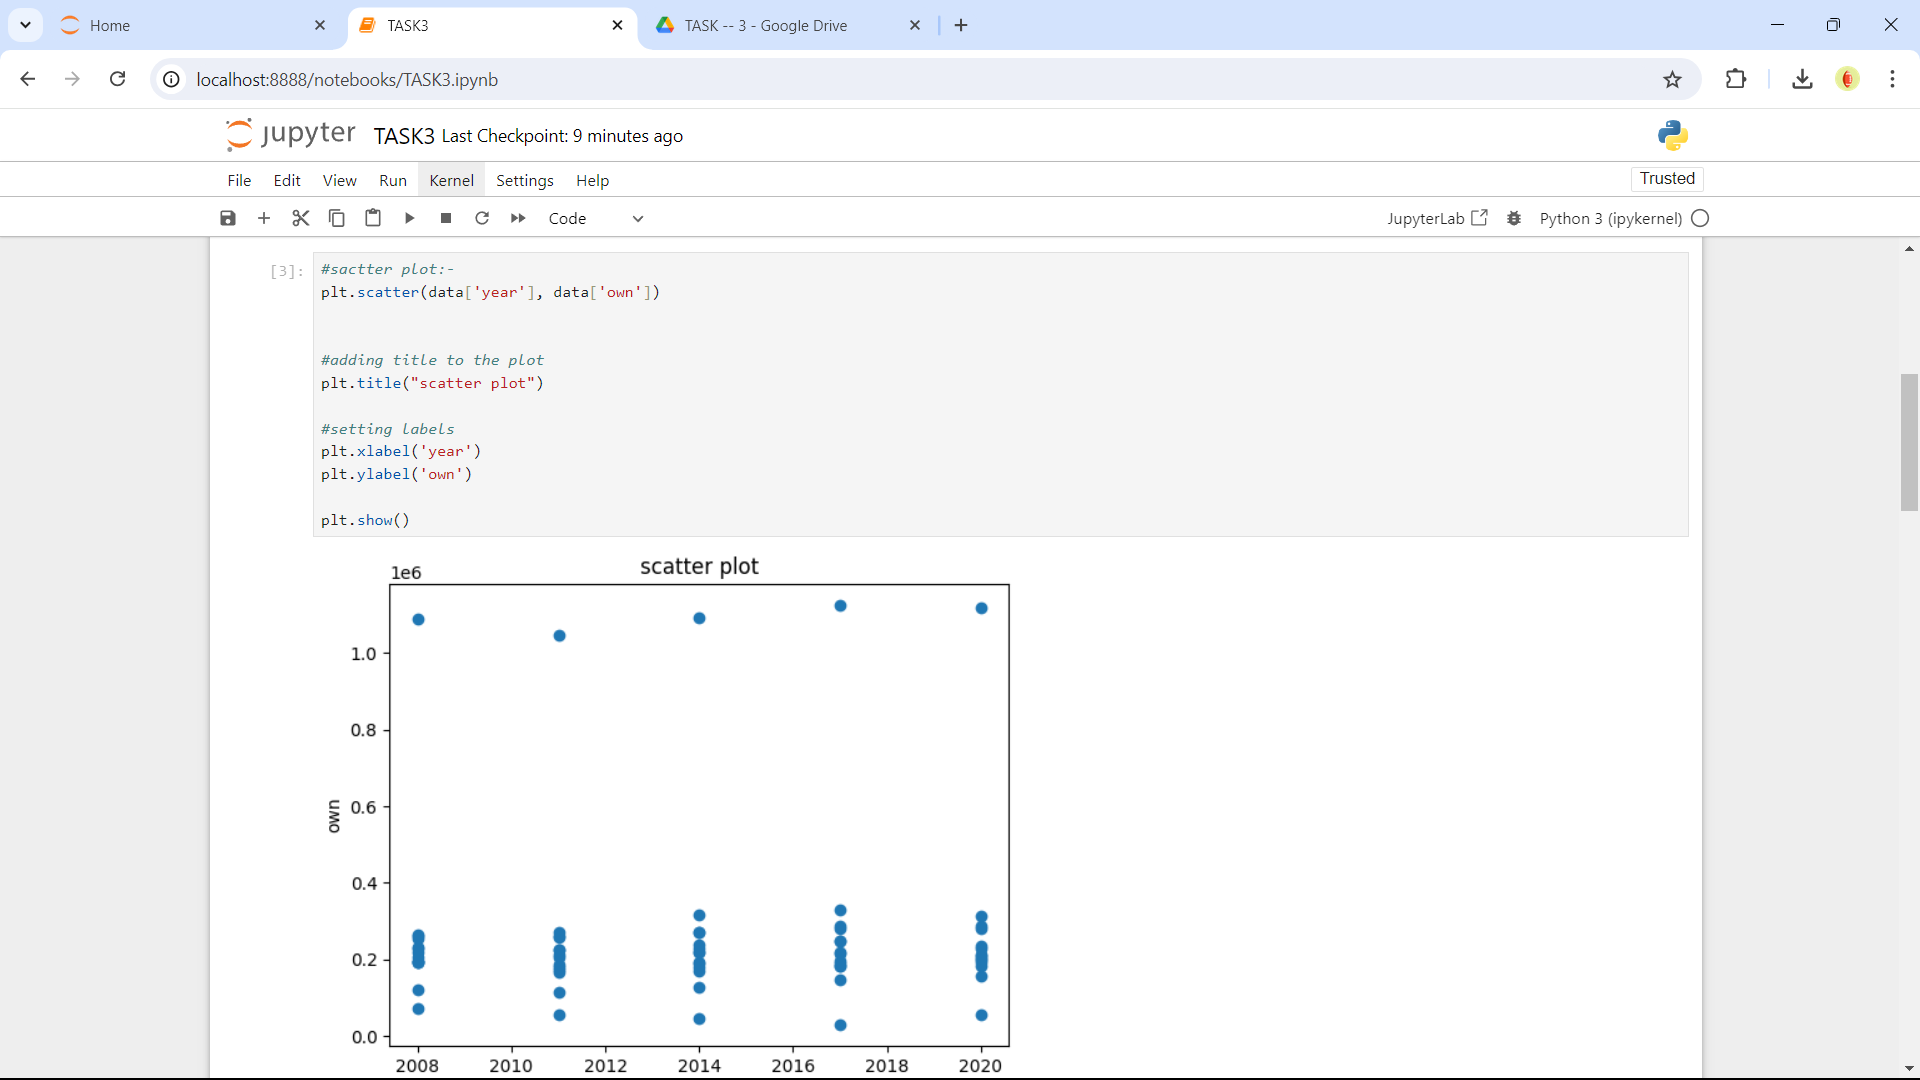 Home
TASK3
TASK -- 3 - Google Drive
localhost:8888/notebooks/TASK3.ipynb
jupyter TASK3 Last Checkpoint: 9 minutes ago
File Edit View Run Kernel Settings Help
Trusted
Code
JupyterLab
Python 3 (ipykernel)
[3]:
#sactter plot:-
plt.scatter(data['year'], data['own'])
#adding title to the plot
plt.title("scatter plot")
#setting labels
plt.xlabel('year')
plt.ylabel('own')
plt.show()
scatter plot
1e6
1.0
0.8
0.6
0.4
0.2
0.0
own
2008 2010 2012 2014 2016 2018 2020